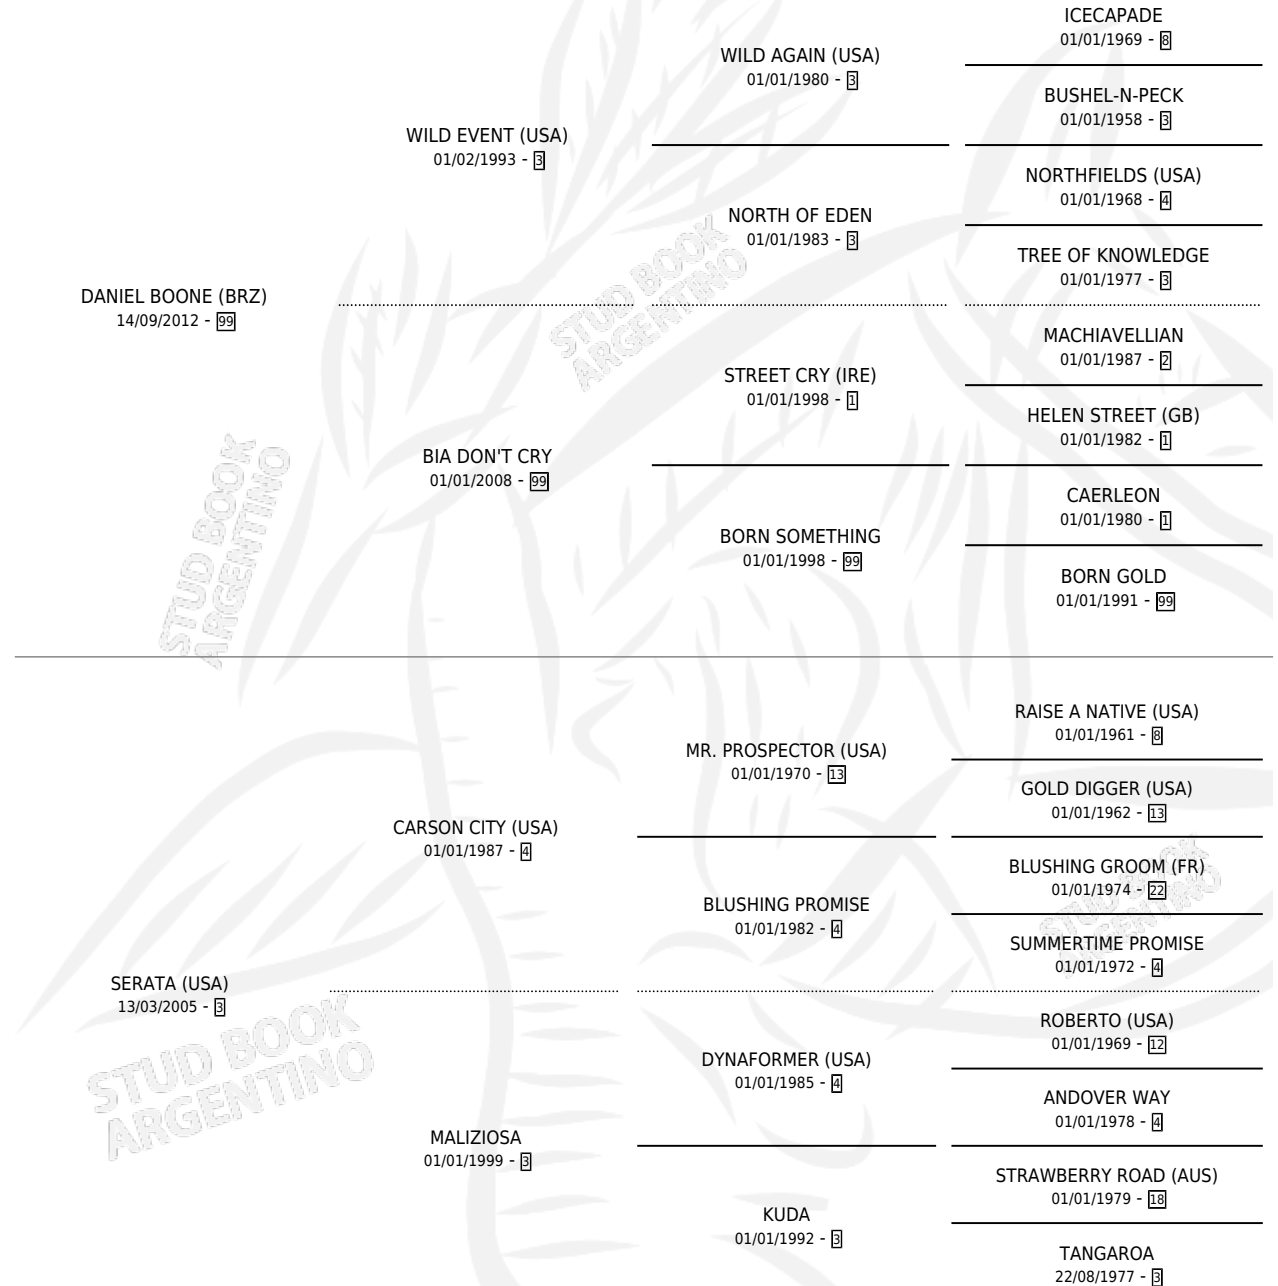 ICECAPADE
01/01/1969 - 8
WILD AGAIN (USA)
01/01/1980 - 3
BUSHEL-N-PECK
01/01/1958 - 3
WILD EVENT (USA)
01/02/1993 - 3
NORTHFIELDS (USA)
01/01/1968 - 4
NORTH OF EDEN
01/01/1983 - 3
TREE OF KNOWLEDGE
01/01/1977 - 3
DANIEL BOONE (BRZ)
14/09/2012 - 99
MACHIAVELLIAN
01/01/1987 - 2
STREET CRY (IRE)
01/01/1998 - 1
HELEN STREET (GB)
01/01/1982 - 1
BIA DON'T CRY
01/01/2008 - 99
CAERLEON
01/01/1980 - 1
BORN SOMETHING
01/01/1998 - 99
BORN GOLD
01/01/1991 - 99
STUD BOOK
ARGENTINO
STUD BOOK
ARGENTINO
RAISE A NATIVE (USA)
01/01/1961 - 8
MR. PROSPECTOR (USA)
01/01/1970 - 13
GOLD DIGGER (USA)
01/01/1962 - 13
CARSON CITY (USA)
01/01/1987 - 4
BLUSHING GROOM (FR)
01/01/1974 - 22
BLUSHING PROMISE
01/01/1982 - 4
SUMMERTIME PROMISE
01/01/1972 - 4
STUD BOOK
ARGENTINO
SERATA (USA)
13/03/2005 - 3
ROBERTO (USA)
01/01/1969 - 12
DYNAFORMER (USA)
01/01/1985 - 4
ANDOVER WAY
01/01/1978 - 4
MALIZIOSA
01/01/1999 - 3
STRAWBERRY ROAD (AUS)
01/01/1979 - 18
KUDA
01/01/1992 - 3
TANGAROA
22/08/1977 - 3
STUD BOOK
ARGENTINO